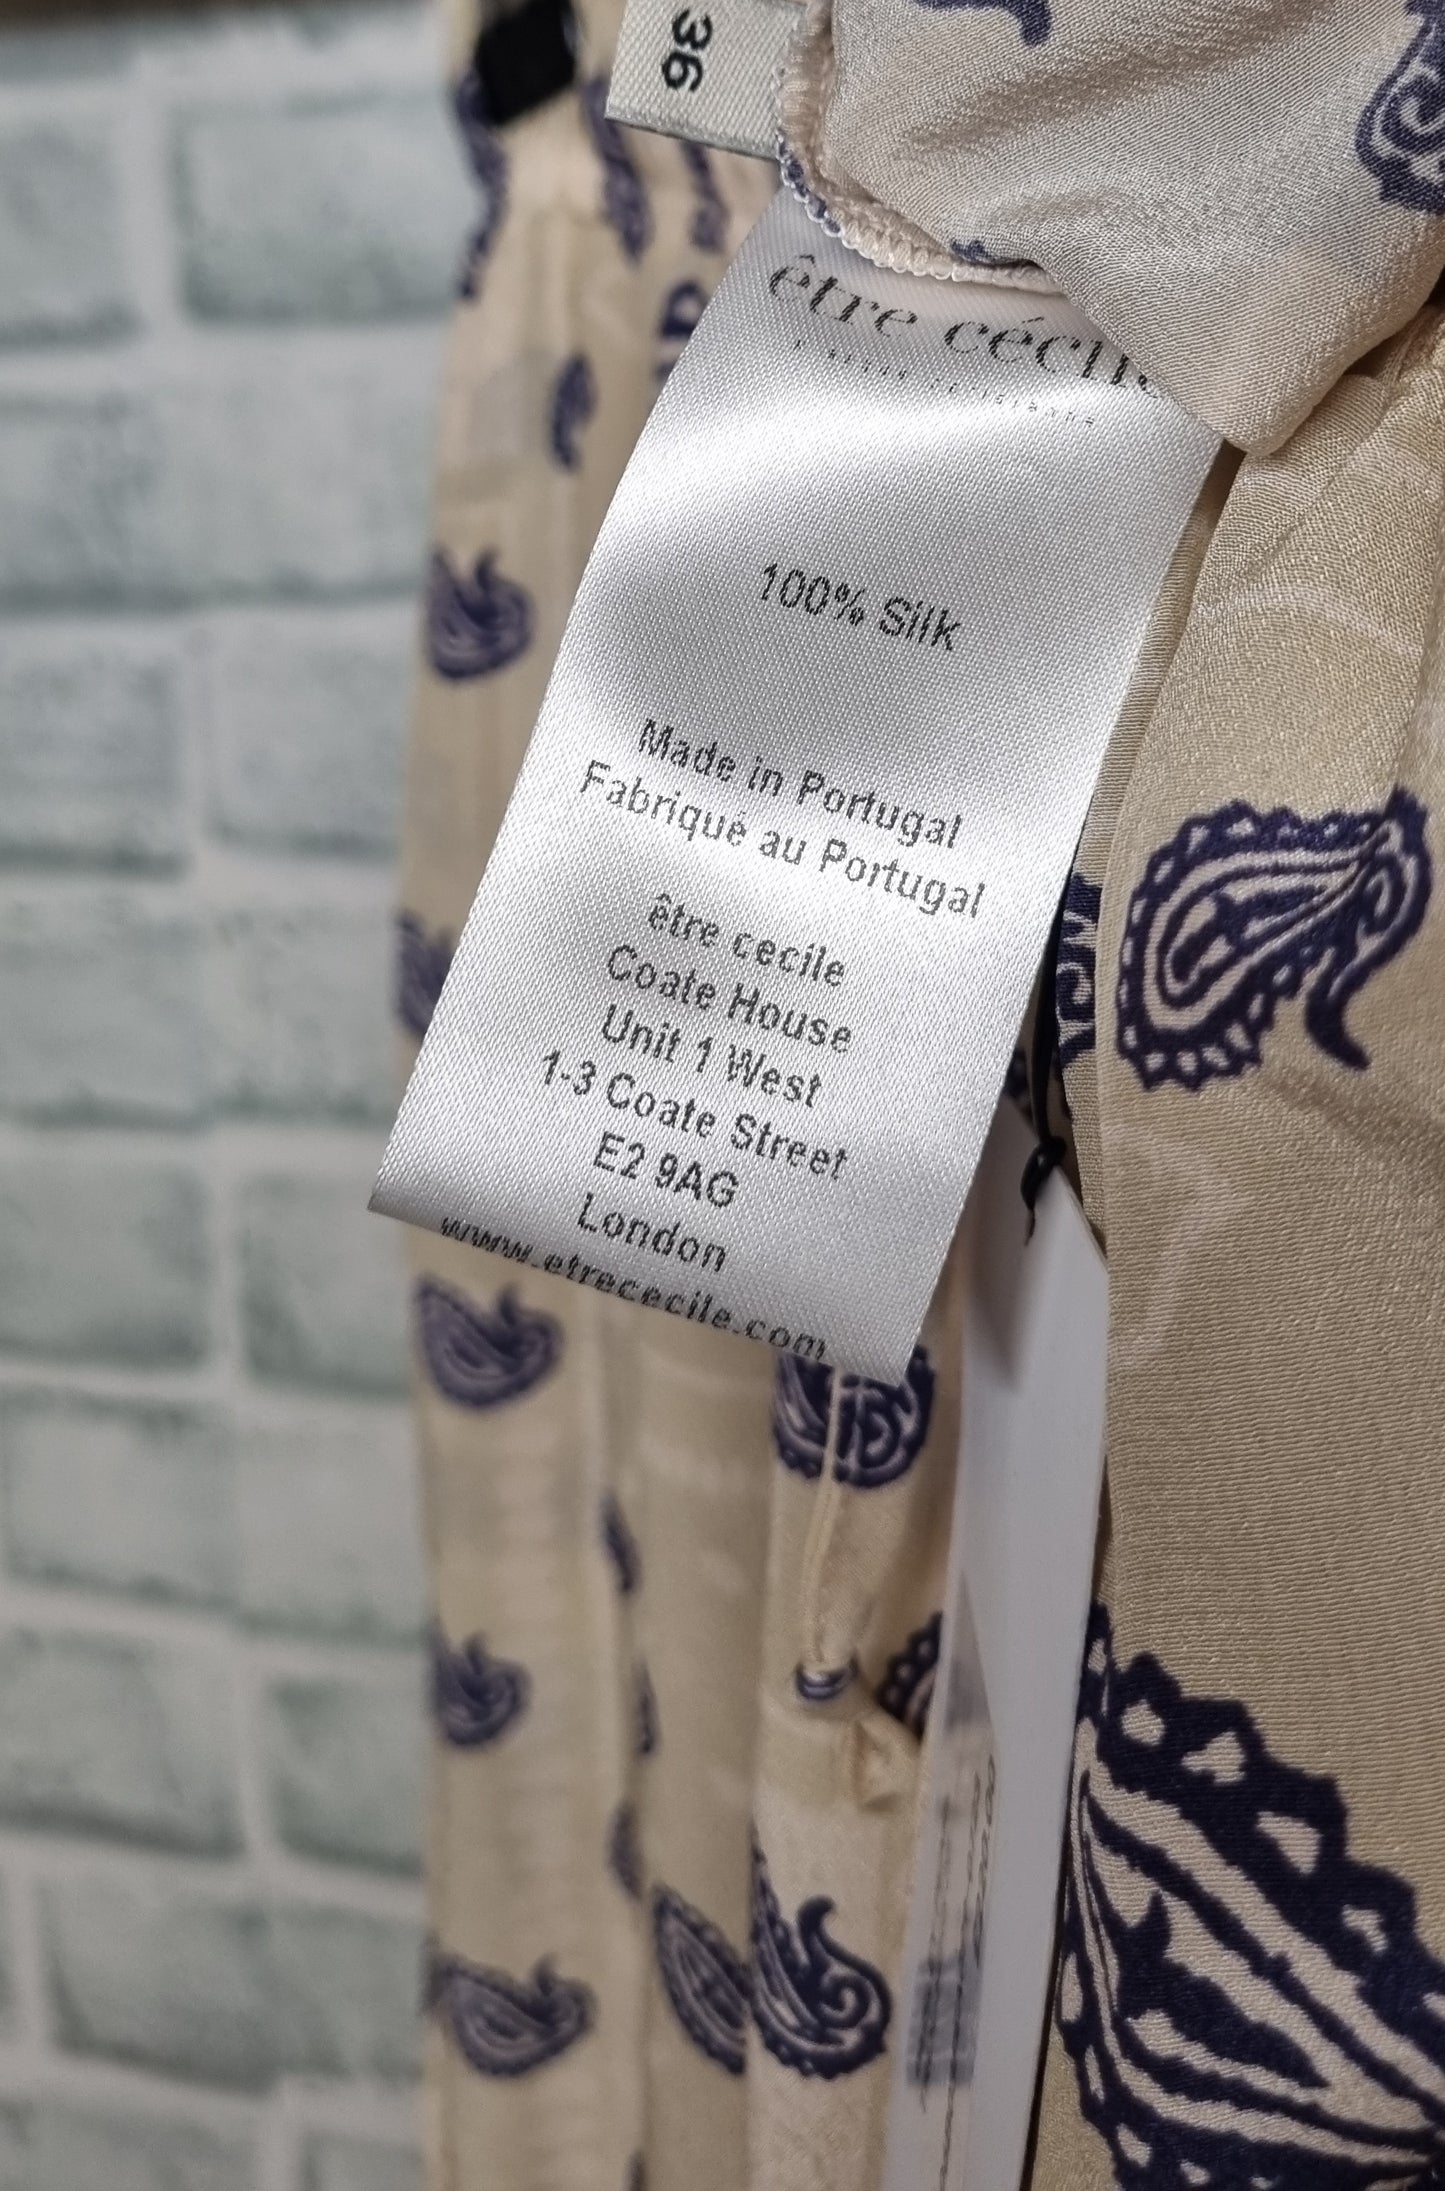 36
être cécile
100% Silk
Made in Portugal
Fabriqué au Portugal
être cecile
Coate House
Unit 1 West
1-3 Coate Street
E2 9AG
London
www.etrececile.com